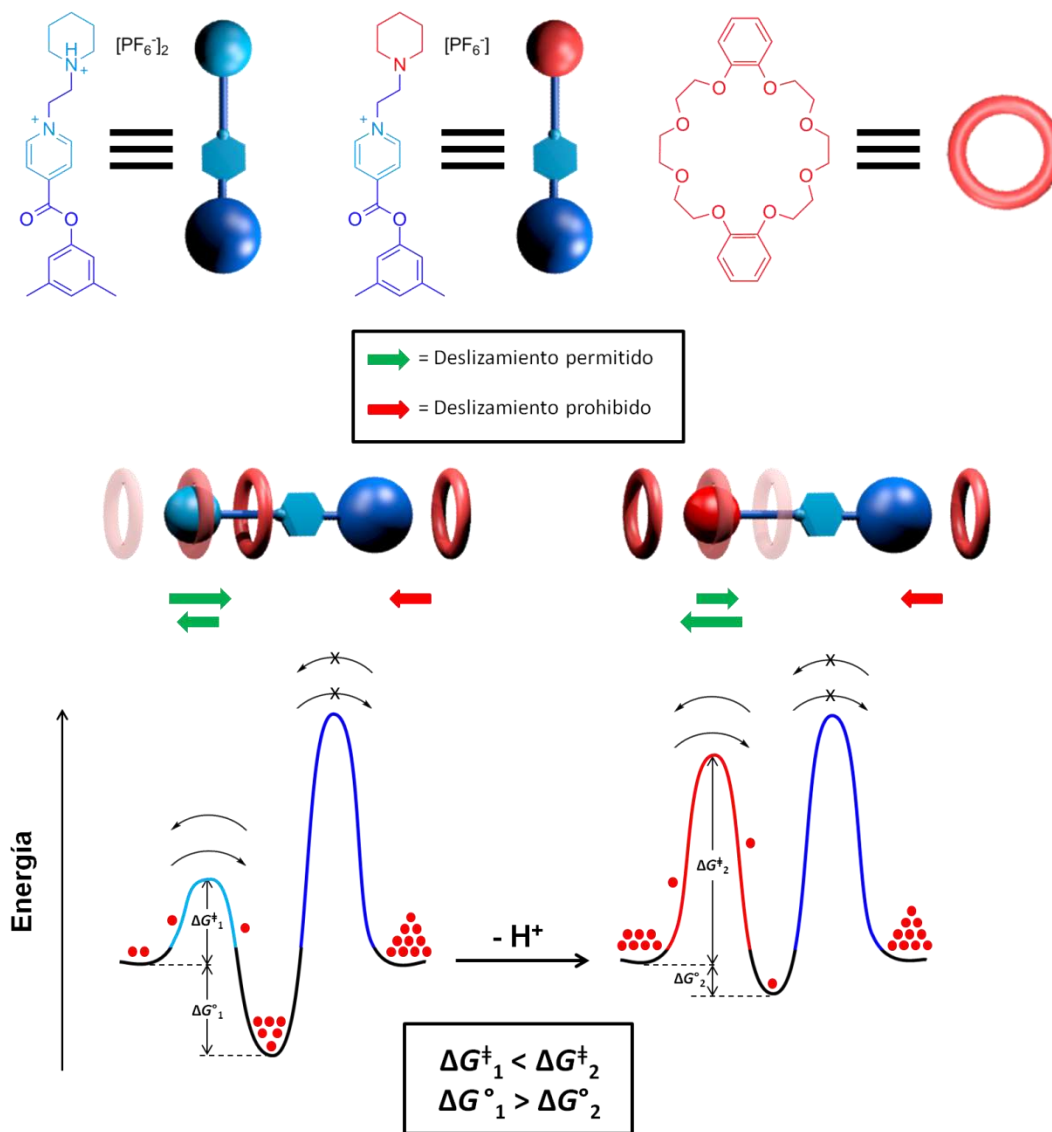 [PF₆⁻]₂
[PF₆⁻]
H
N
+
N
+
N
+
N
+
O
O
O
O
O
O
O
O
O
O
O
O
= Deslizamiento permitido
= Deslizamiento prohibido
x
x
x
x
Energía
ΔG‡₁
ΔG°₁
- H⁺
ΔG‡₂
ΔG°₂
ΔG‡₁ < ΔG‡₂
ΔG°₁ > ΔG°₂